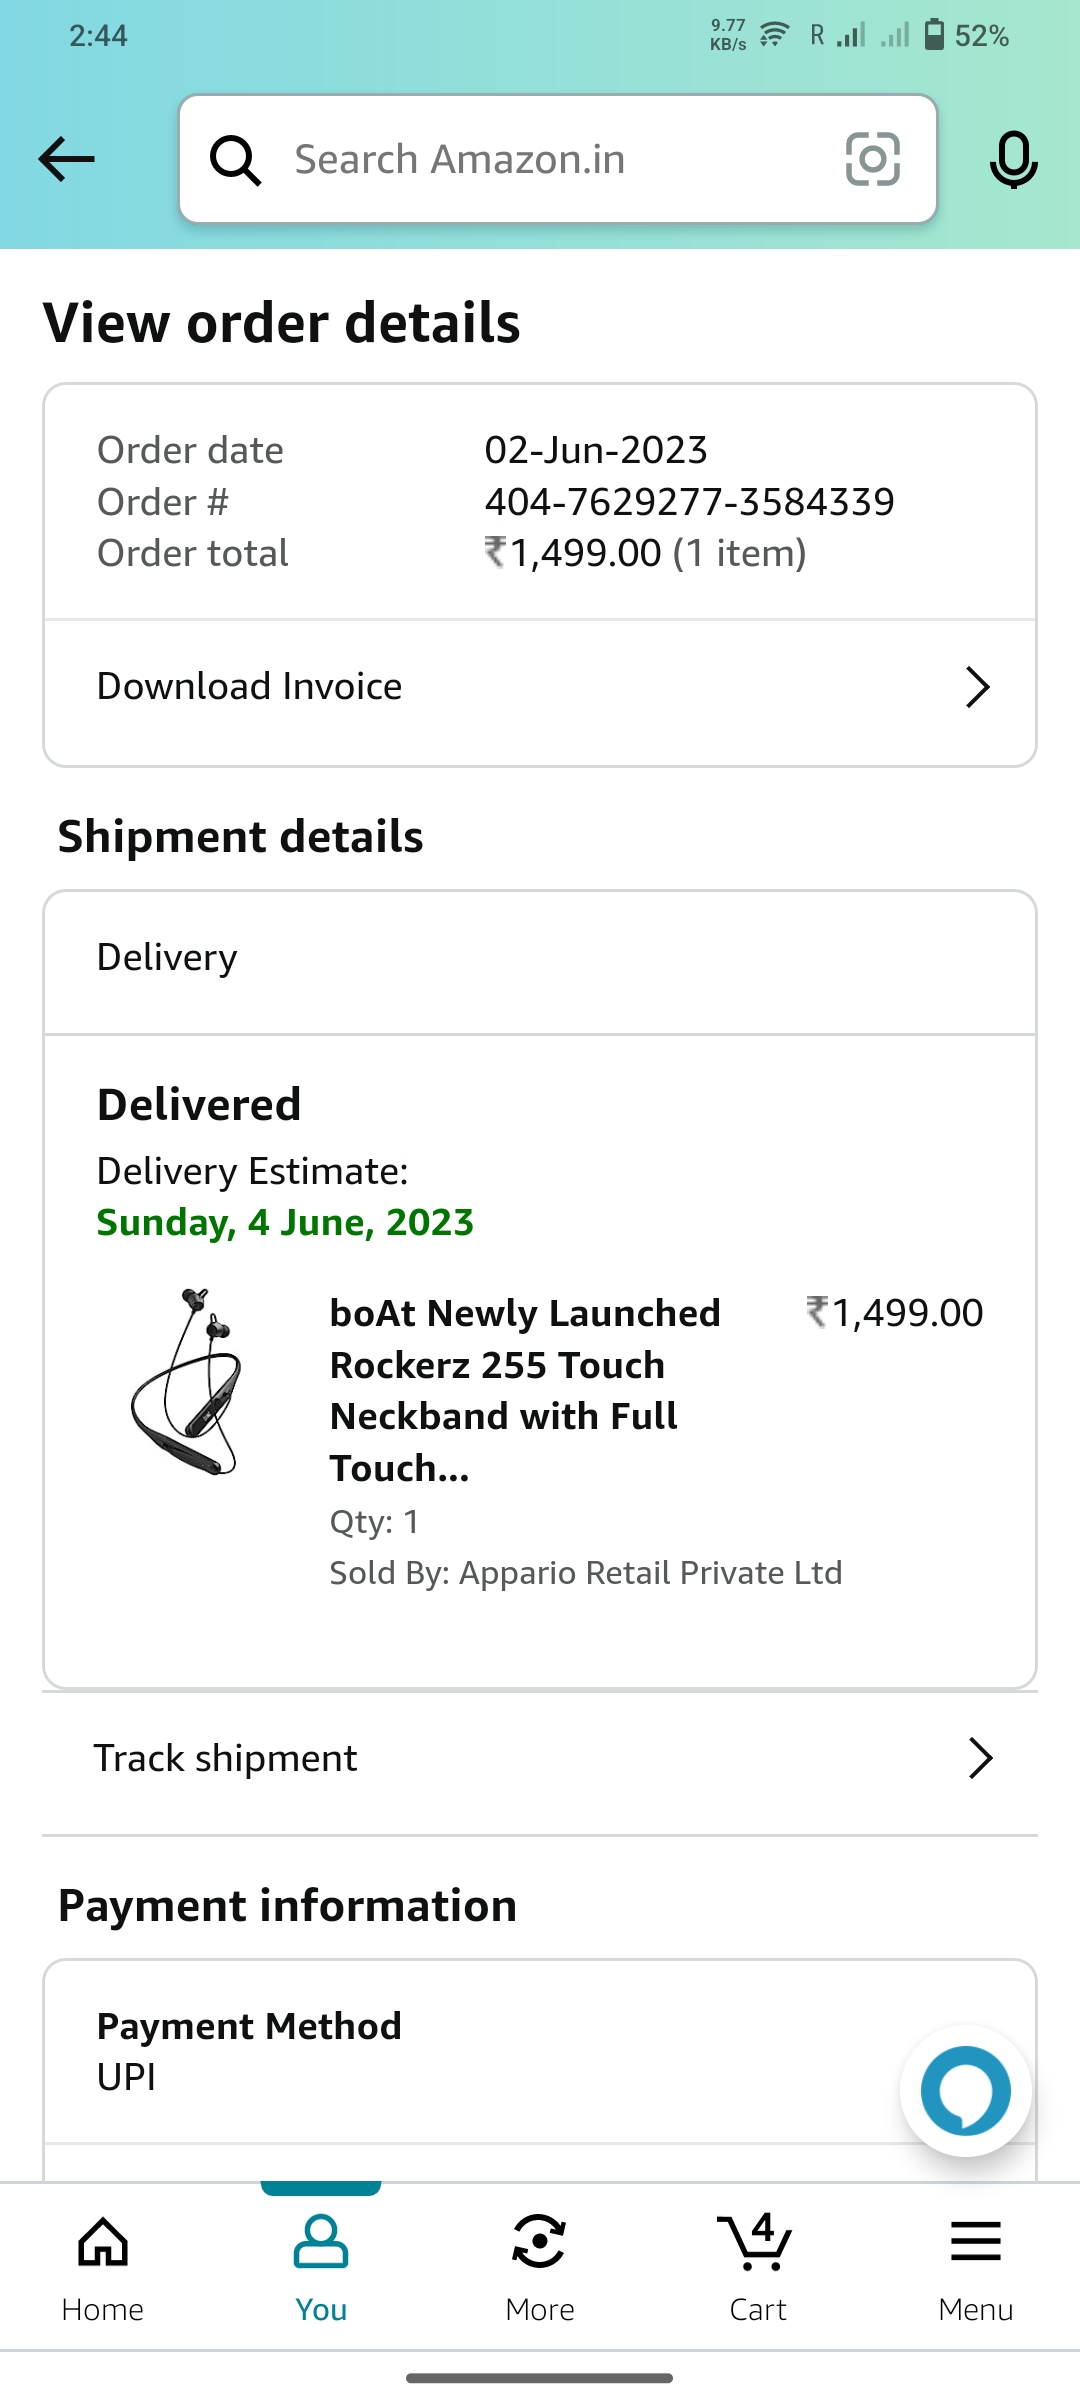 2:44
9.77
KB/s
R
52%
Search Amazon.in
View order details
Order date 02-Jun-2023
Order # 404-7629277-3584339
Order total ₹1,499.00 (1 item)
Download Invoice
Shipment details
Delivery
Delivered
Delivery Estimate:
Sunday, 4 June, 2023
boAt Newly Launched ₹1,499.00
Rockerz 255 Touch
Neckband with Full
Touch...
Qty: 1
Sold By: Appario Retail Private Ltd
Track shipment
Payment information
Payment Method
UPI
4
Home You More Cart Menu